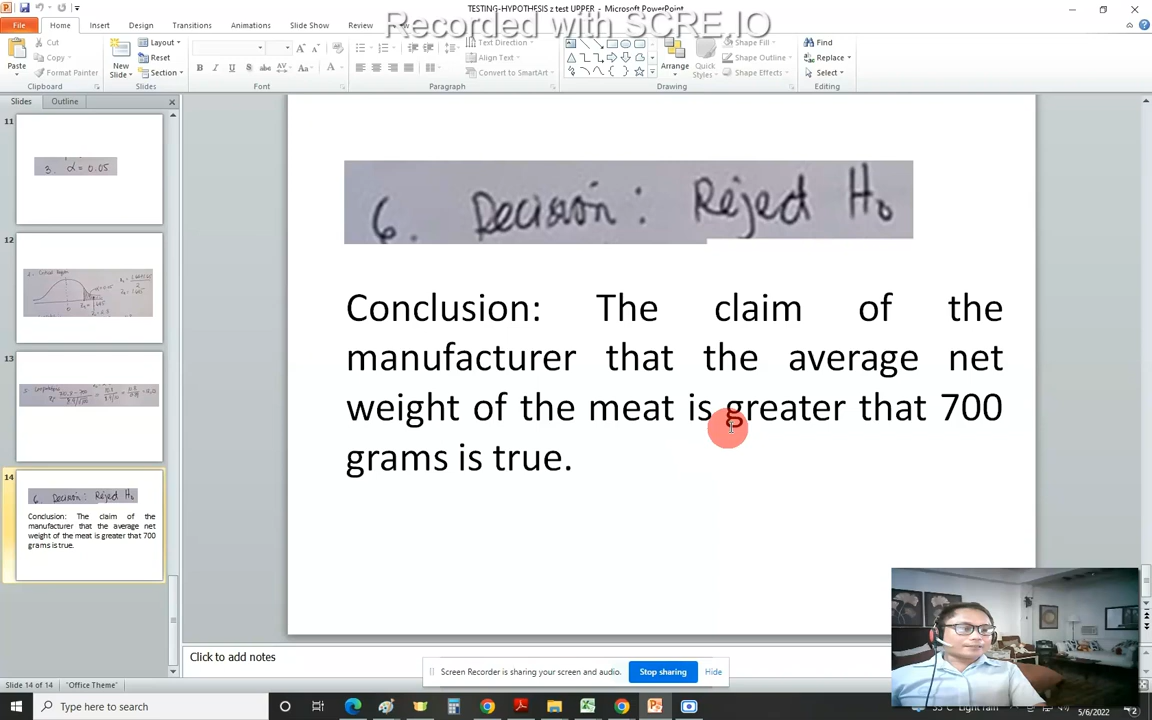 TESTING-HYPOTHESIS z test UPPER - Microsoft PowerPoint
Recorded with SCRE.IO
File Home Insert Design Transitions Animations Slide Show Review
Cut
Copy
Format Painter
Paste
Clipboard
New
Slide
Layout
Reset
Section
Slides
Font
Text Direction
Align Text
Convert to SmartArt
Paragraph
Arrange
Quick
Styles
Shape Fill
Shape Outline
Shape Effects
Drawing
Find
Replace
Select
Editing
Slides Outline
11
3. α = 0.05
12
13
14
6. Decision: Reject H₀
Conclusion: The claim of the
manufacturer that the average net
weight of the meat is greater that 700
grams is true.
6. Decision: Reject H₀
Conclusion: The claim of the
manufacturer that the average net
weight of the meat is greater that 700
grams is true.
Click to add notes
Screen Recorder is sharing your screen and audio.
Stop sharing
Hide
Slide 14 of 14 "Office Theme"
Type here to search
Light rain
5/6/2022